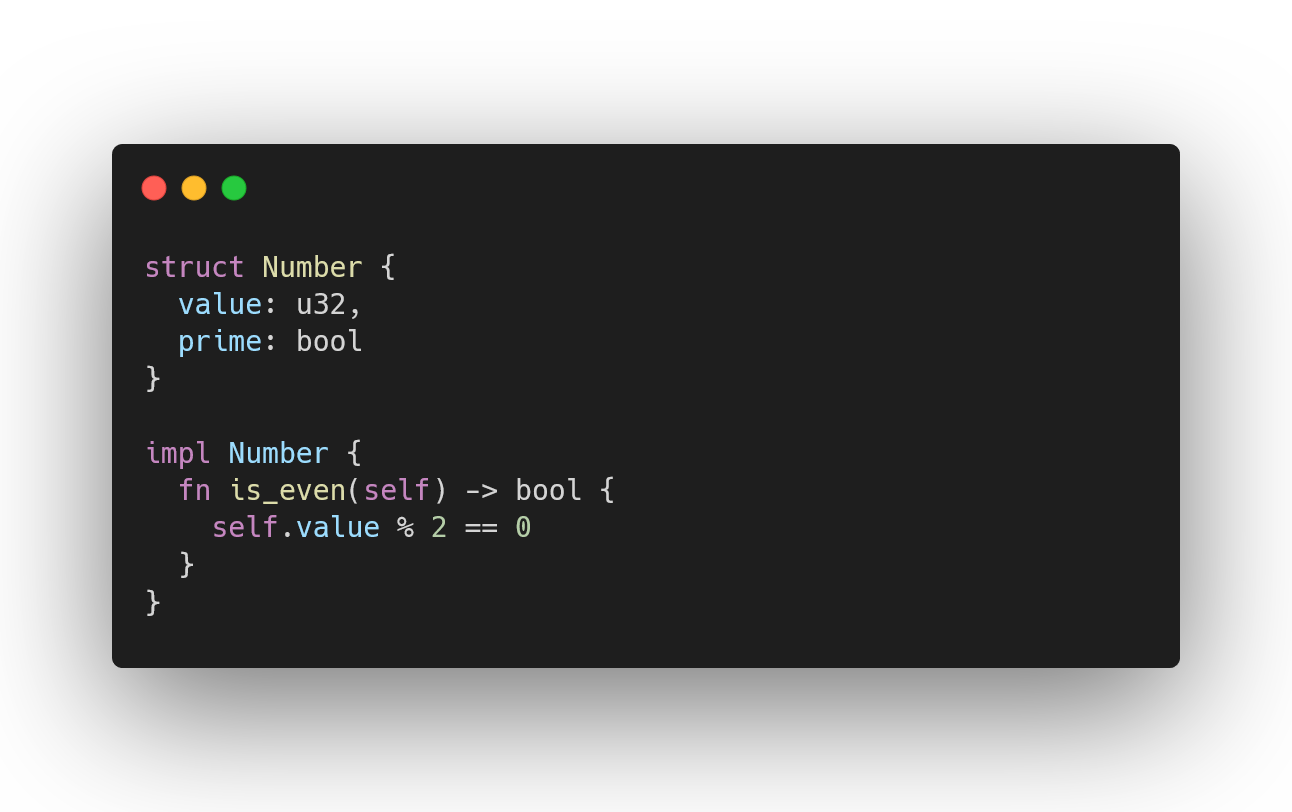 struct Number {
  value: u32,
  prime: bool
}

impl Number {
  fn is_even(self) -> bool {
    self.value % 2 == 0
  }
}